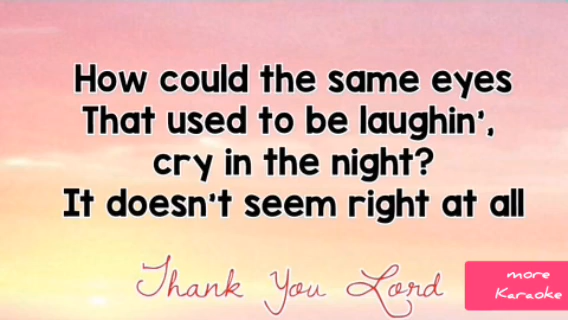 How could the same eyes
That used to be laughin',
cry in the night?
It doesn't seem right at all
Thank You Lord
more
Karaoke